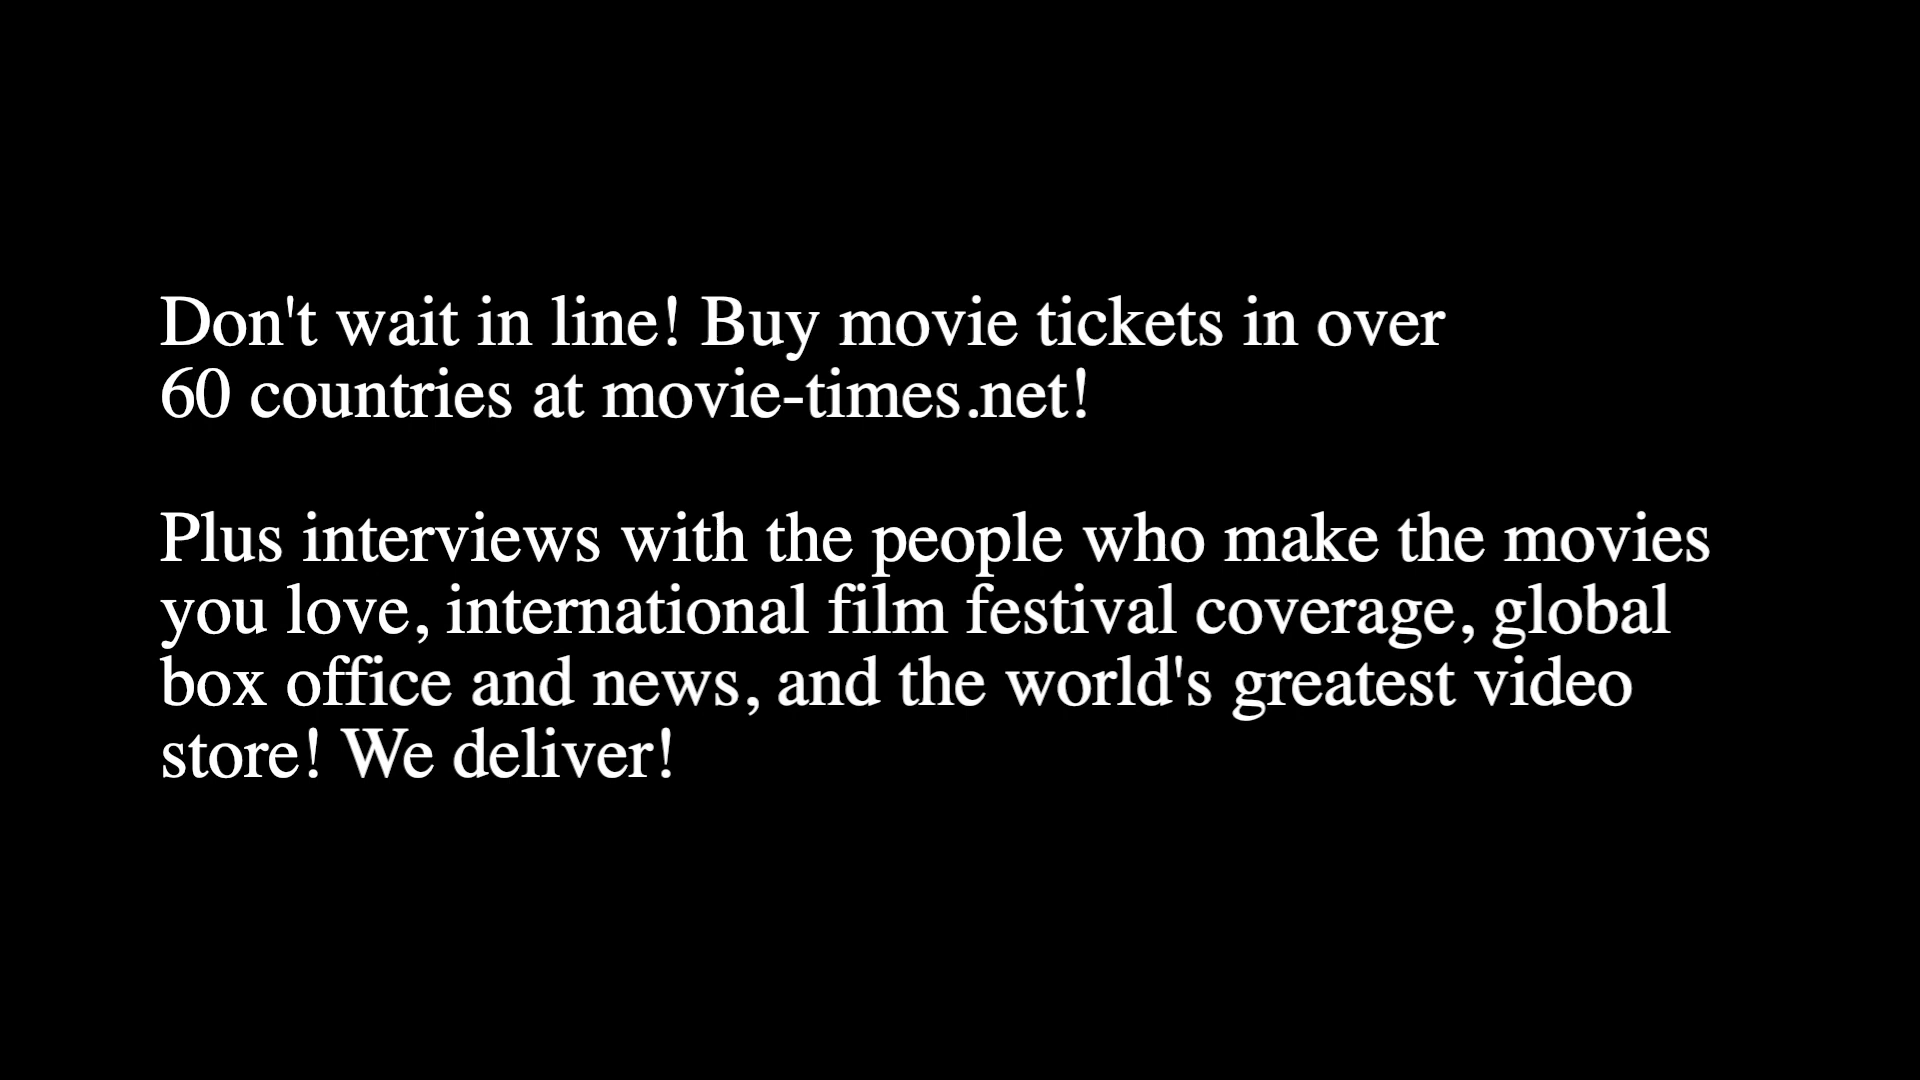 Don't wait in line! Buy movie tickets in over
60 countries at movie-times.net!
Plus interviews with the people who make the movies
you love, international film festival coverage, global
box office and news, and the world's greatest video
store! We deliver!